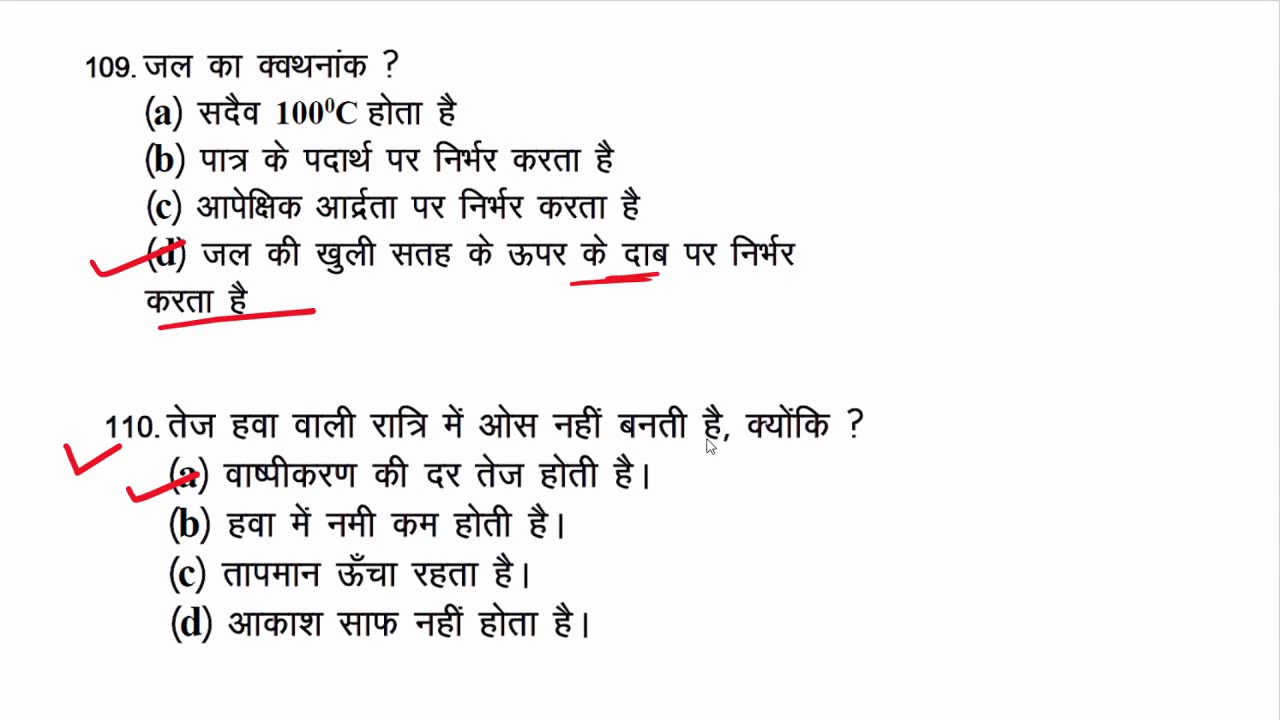 109. जल का क्वथनांक ?
(a) सदैव 100⁰C होता है
(b) पात्र के पदार्थ पर निर्भर करता है
(c) आपेक्षिक आर्द्रता पर निर्भर करता है
(d) जल की खुली सतह के ऊपर के दाब पर निर्भर
करता है
110. तेज हवा वाली रात्रि में ओस नहीं बनती है, क्योंकि ?
(a) वाष्पीकरण की दर तेज होती है।
(b) हवा में नमी कम होती है।
(c) तापमान ऊँचा रहता है।
(d) आकाश साफ नहीं होता है।